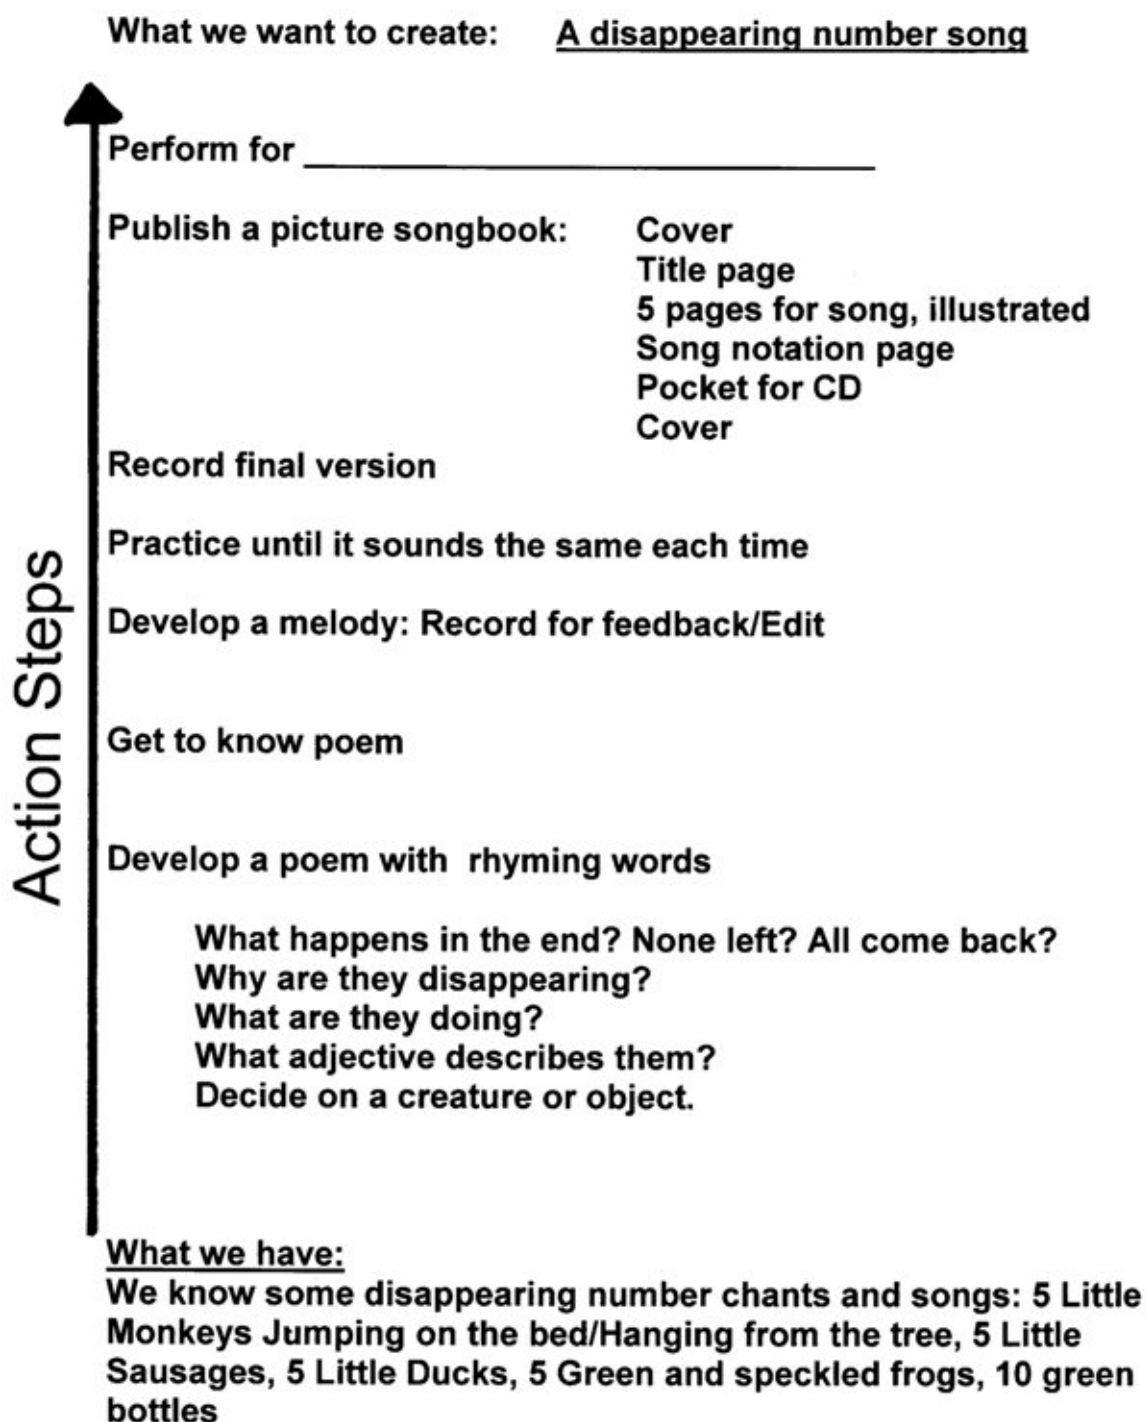 What we want to create: A disappearing number song
Perform for
Publish a picture songbook: Cover
Title page
5 pages for song, illustrated
Song notation page
Pocket for CD
Cover
Record final version
Practice until it sounds the same each time
Develop a melody: Record for feedback/Edit
Get to know poem
Develop a poem with rhyming words
What happens in the end? None left? All come back?
Why are they disappearing?
What are they doing?
What adjective describes them?
Decide on a creature or object.
Action Steps
What we have:
We know some disappearing number chants and songs: 5 Little
Monkeys Jumping on the bed/Hanging from the tree, 5 Little
Sausages, 5 Little Ducks, 5 Green and speckled frogs, 10 green
bottles